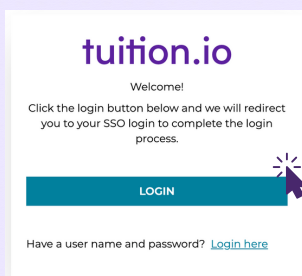 tuition.io
Welcome!
Click the login button below and we will redirect
you to your SSO login to complete the login
process.
LOGIN
Have a user name and password? Login here